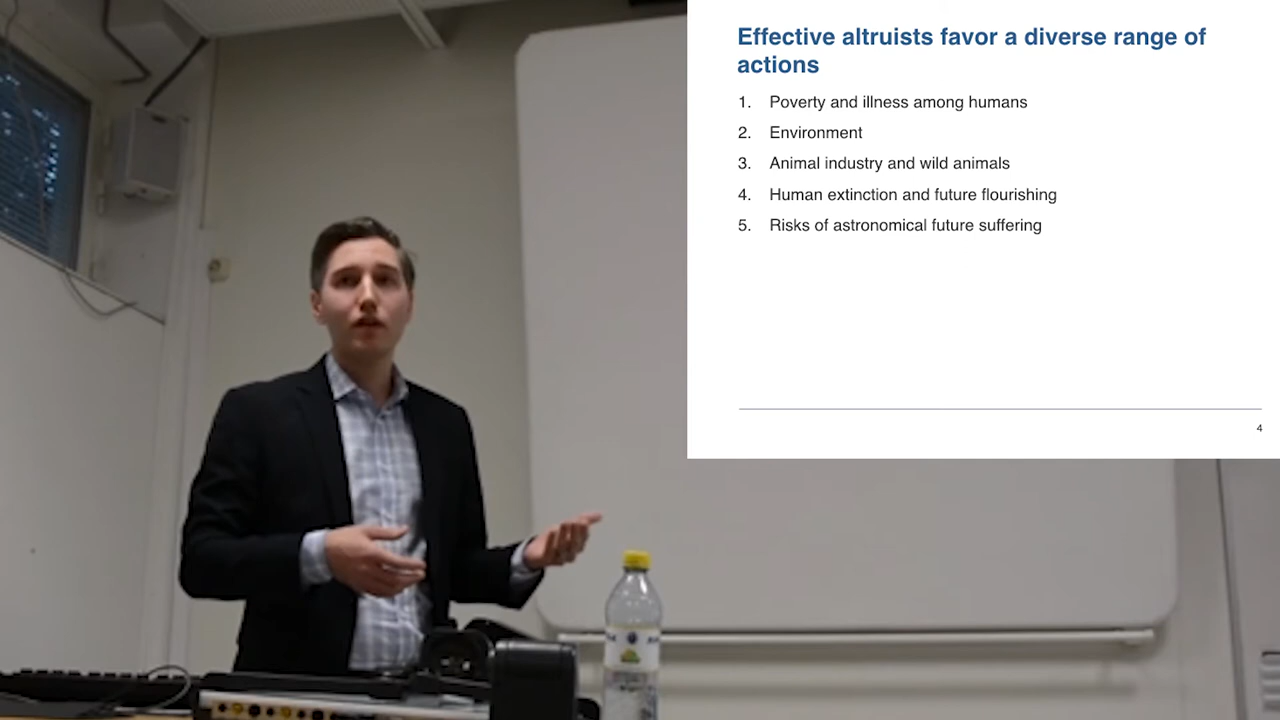 Effective altruists favor a diverse range of
actions
1. Poverty and illness among humans
2. Environment
3. Animal industry and wild animals
4. Human extinction and future flourishing
5. Risks of astronomical future suffering
4